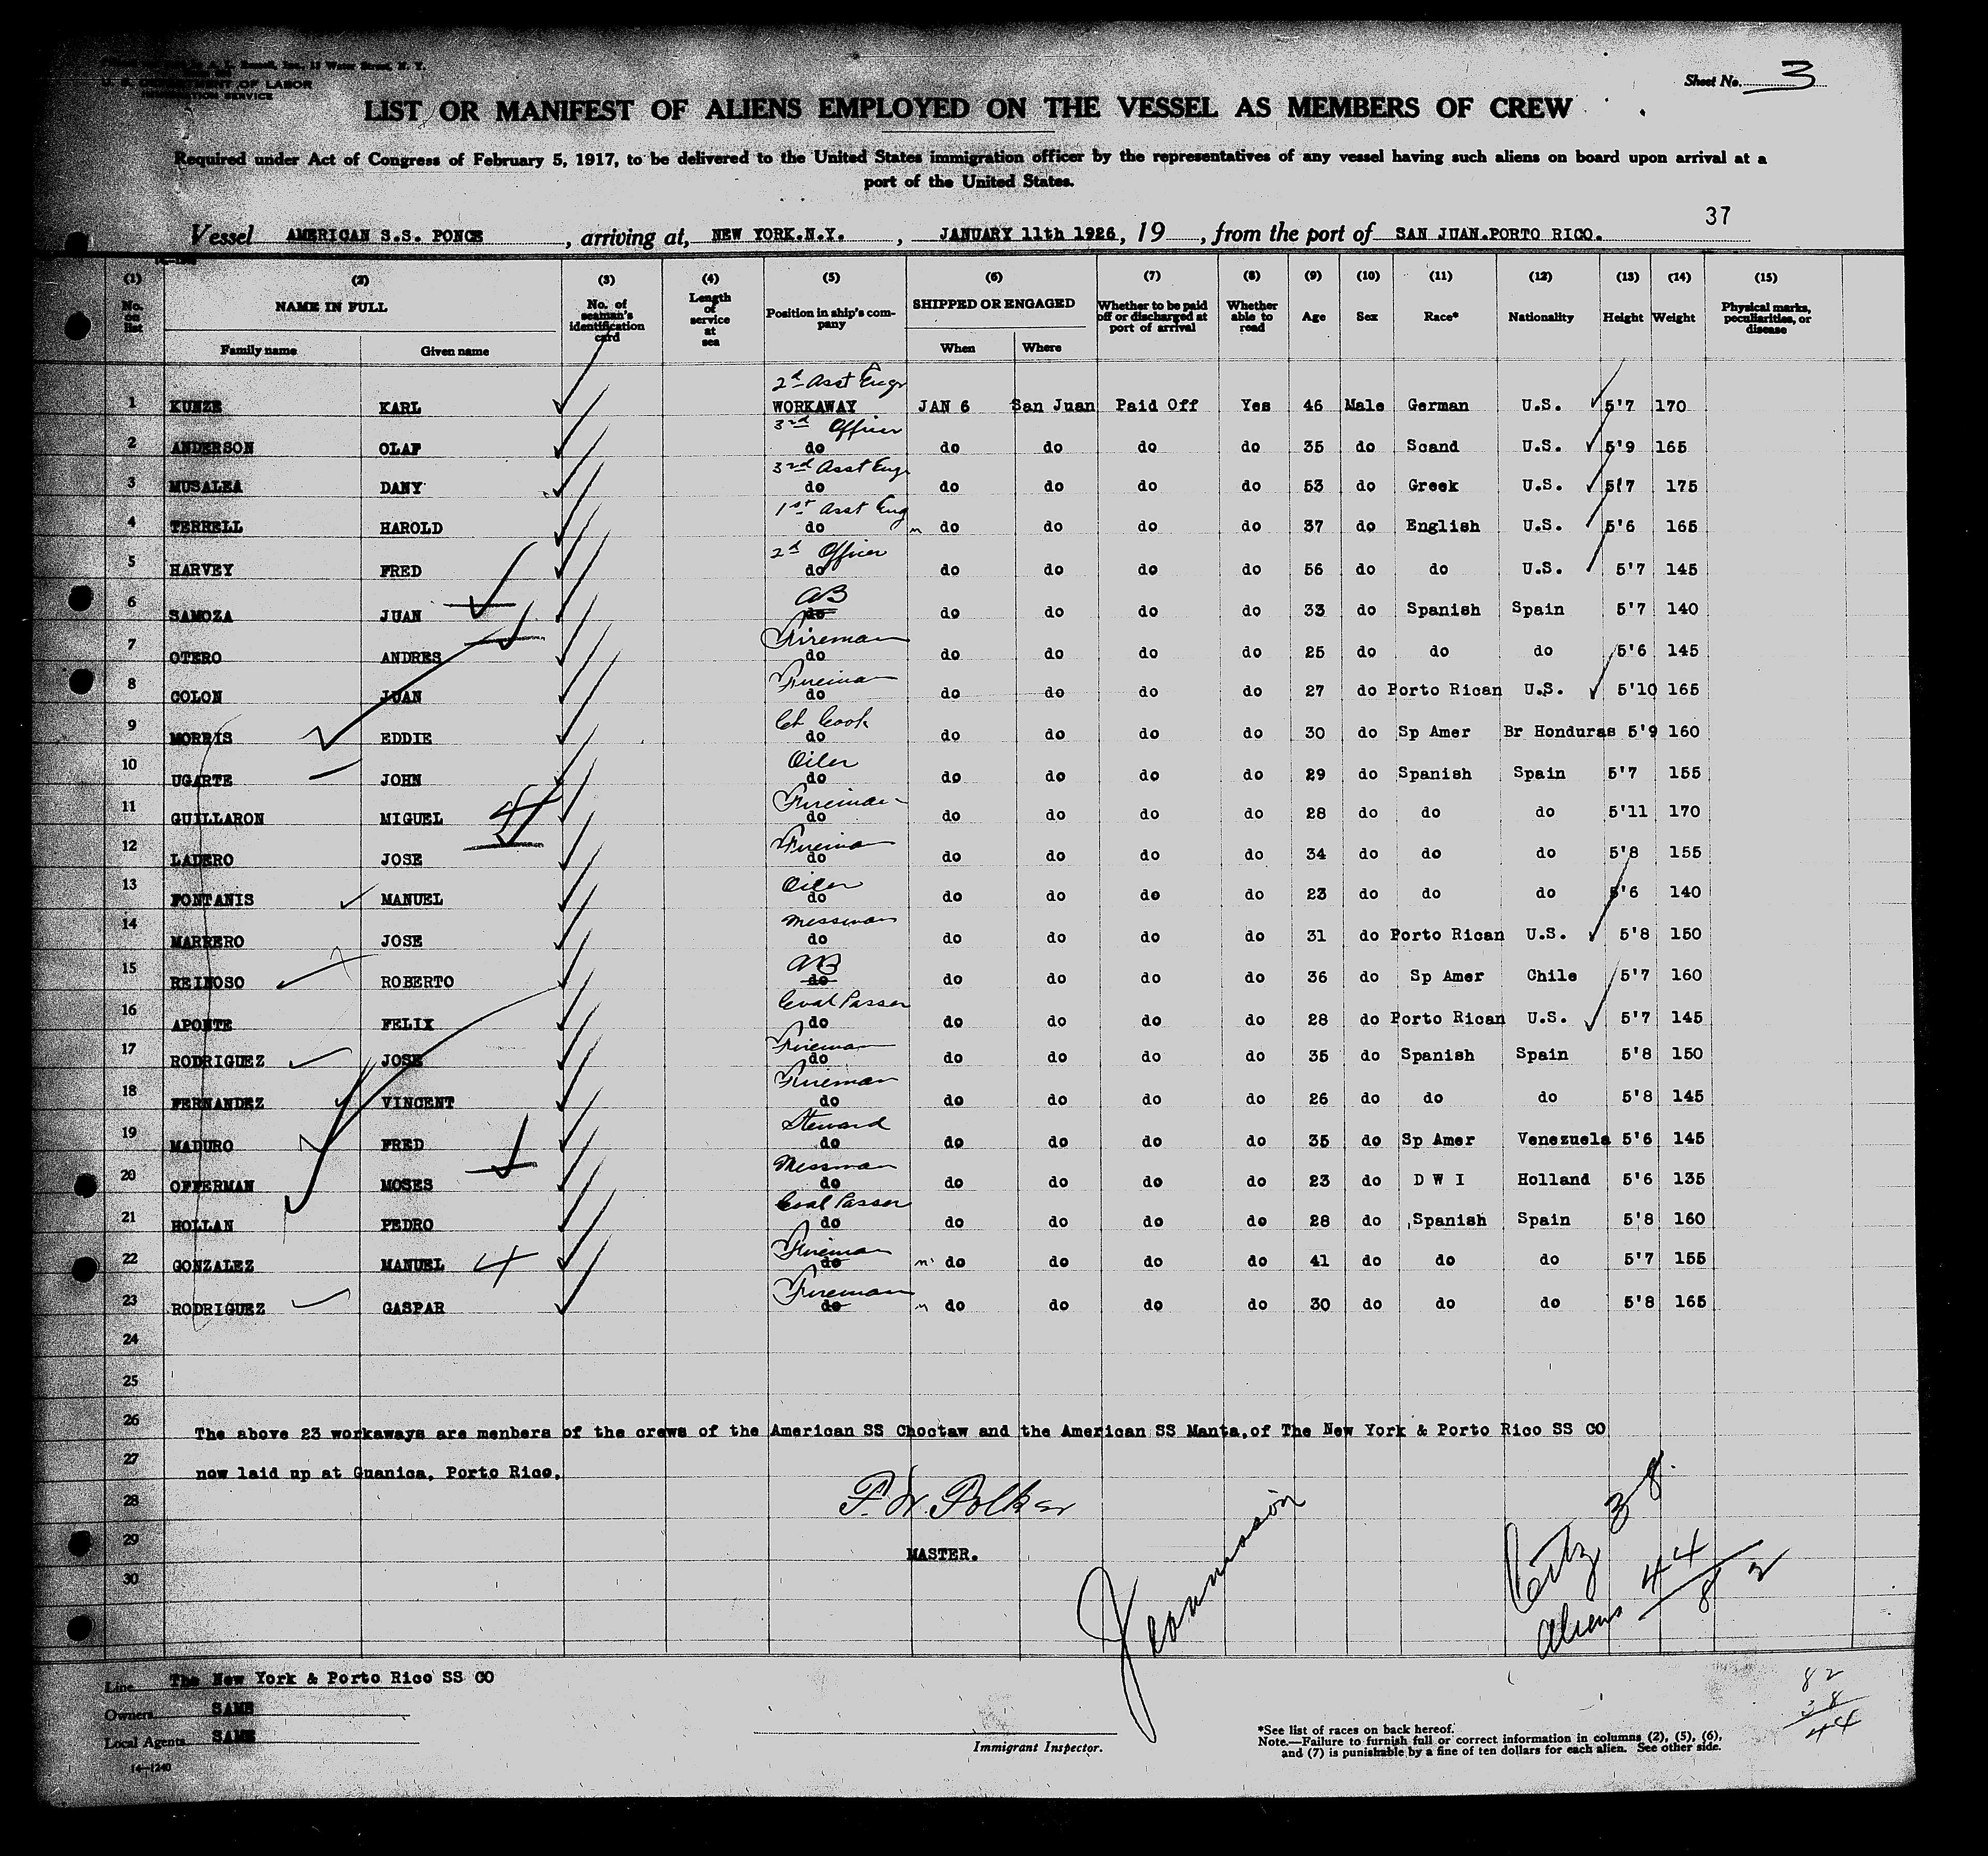 Sheet No. 3
U. S. DEPARTMENT OF LABOR
IMMIGRATION SERVICE
LIST OR MANIFEST OF ALIENS EMPLOYED ON THE VESSEL AS MEMBERS OF CREW
Required under Act of Congress of February 5, 1917, to be delivered to the United States immigration officer by the representatives of any vessel having such aliens on board upon arrival at a
port of the United States.
37
Vessel AMERICAN S.S. PONCE, arriving at, NEW YORK.N.Y., JANUARY 11th 1926, 19, from the port of SAN JUAN.PORTO RICO.
(1) (2) (3) (4) (5) (6) (7) (8) (9) (10) (11) (12) (13) (14) (15)
No. on list NAME IN FULL Family name Given name No. of seaman's identification card Length of service at sea Position in ship's company SHIPPED OR ENGAGED When Where Whether to be paid off or discharged at port of arrival Whether able to read Age Sex Race* Nationality Height Weight Physical marks, peculiarities, or disease
1 KUNZE KARL 2d Asst Engr WORKAWAY JAN 6 San Juan Paid Off Yes 46 Male German U.S. 5'7 170
2 ANDERSON OLAF 3rd Officer do do do do do 35 do Scand U.S. 5'9 165
3 MUSALEA DANY 3rd Asst Engr do do do do do 53 do Greek U.S. 5'7 175
4 TERRELL HAROLD 1st Asst Eng do do do do do 37 do English U.S. 5'6 165
5 HARVEY FRED 2d Officer do do do do do 56 do do U.S. 5'7 145
6 SAMOZA JUAN AB do do do do do 33 do Spanish Spain 5'7 140
7 OTERO ANDRES Fireman do do do do do 25 do do do 5'6 145
8 COLON JUAN Fireman do do do do do 27 do Porto Rican U.S. 5'10 165
9 MORRIS EDDIE Ch Cook do do do do do 30 do Sp Amer Br Honduras 5'9 160
10 UGARTE JOHN Oiler do do do do do 29 do Spanish Spain 5'7 155
11 GUILLARON MIGUEL Fireman do do do do do 28 do do do 5'11 170
12 LADERO JOSE Fireman do do do do do 34 do do do 5'8 155
13 FONTANIS MANUEL Oiler do do do do do 23 do do do 5'6 140
14 MARRERO JOSE Messman do do do do do 31 do Porto Rican U.S. 5'8 150
15 REINOSO ROBERTO AB do do do do do 36 do Sp Amer Chile 5'7 160
16 APONTE FELIX Coal Passer do do do do do 28 do Porto Rican U.S. 5'7 145
17 RODRIGUEZ JOSE Fireman do do do do do 35 do Spanish Spain 5'8 150
18 FERNANDEZ VINCENT Fireman do do do do do 26 do do do 5'8 145
19 MADURO FRED Steward do do do do do 35 do Sp Amer Venezuela 5'6 145
20 OFFERMAN MOSES Messman do do do do do 23 do D W I Holland 5'6 135
21 HOLLAN PEDRO Coal Passer do do do do do 28 do Spanish Spain 5'8 160
22 GONZALEZ MANUEL Fireman do do do do do 41 do do do 5'7 155
23 RODRIGUEZ GASPAR Fireman do do do do do 30 do do do 5'8 165
24
25
26 The above 23 workaways are menbers of the crews of the American SS Choctaw and the American SS Manta,of The New York & Porto Rico SS CO
27 now laid up at Guanica, Porto Rico.
28
29 MASTER.
30
Citz 38
Aliens 44
82
Line The New York & Porto Rico SS CO
Owners SAME
Local Agents SAME
Immigrant Inspector.
82
38
44
*See list of races on back hereof.
Note.—Failure to furnish full or correct information in columns (2), (5), (6),
and (7) is punishable by a fine of ten dollars for each alien. See other side.
14—1240